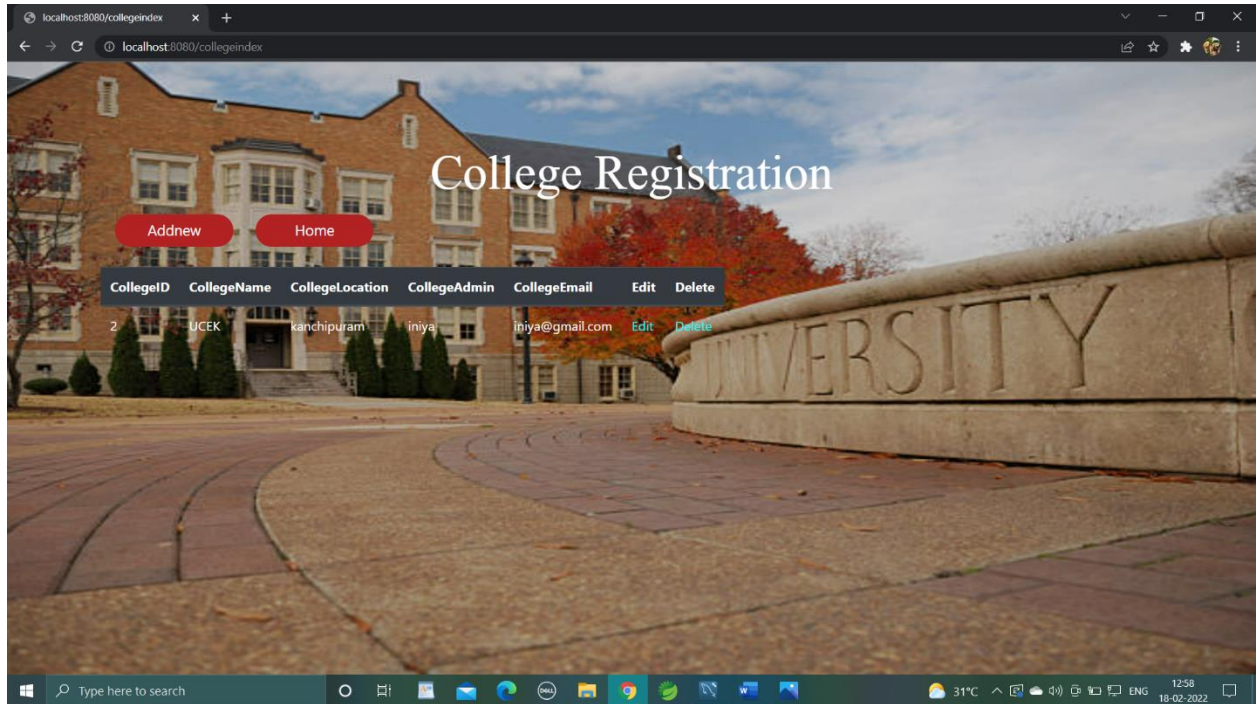 localhost:8080/collegeindex
localhost:8080/collegeindex
College Registration
Addnew Home
CollegeID CollegeName CollegeLocation CollegeAdmin CollegeEmail Edit Delete
2 UCEK kanchipuram iniya iniya@gmail.com Edit Delete
UNIVERSITY
Type here to search DELL W 31°C ENG 12:58
18-02-2022